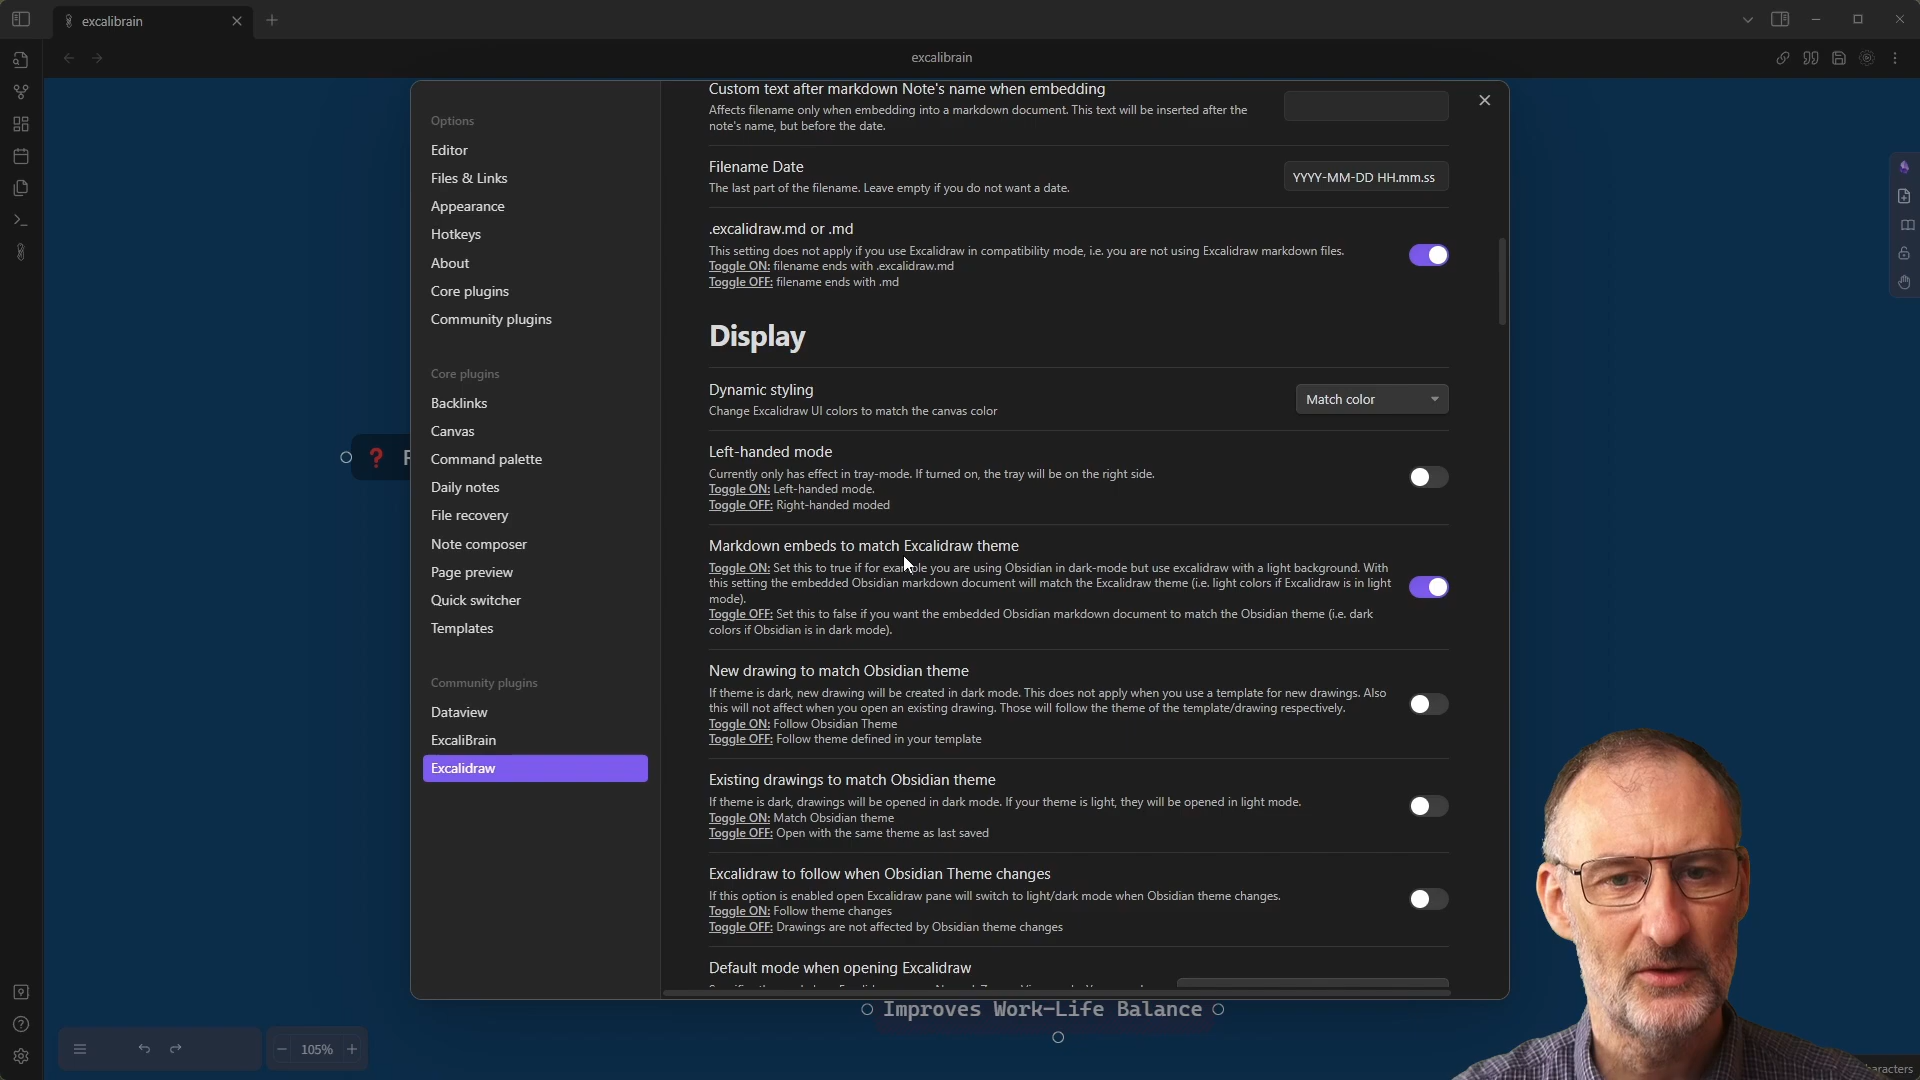 excalibrain
excalibrain
Options
Editor
Files & Links
Appearance
Hotkeys
About
Core plugins
Community plugins
Core plugins
Backlinks
Canvas
Command palette
Daily notes
File recovery
Note composer
Page preview
Quick switcher
Templates
Community plugins
Dataview
ExcaliBrain
Excalidraw
Custom text after markdown Note's name when embedding
Affects filename only when embedding into a markdown document. This text will be inserted after the
note's name, but before the date.
Filename Date
The last part of the filename. Leave empty if you do not want a date.
YYYY-MM-DD HH.mm.ss
.excalidraw.md or .md
This setting does not apply if you use Excalidraw in compatibility mode, i.e. you are not using Excalidraw markdown files.
Toggle ON: filename ends with .excalidraw.md
Toggle OFF: filename ends with .md
Display
Dynamic styling
Change Excalidraw UI colors to match the canvas color
Match color
Left-handed mode
Currently only has effect in tray-mode. If turned on, the tray will be on the right side.
Toggle ON: Left-handed mode.
Toggle OFF: Right-handed moded
Markdown embeds to match Excalidraw theme
Toggle ON: Set this to true if for example you are using Obsidian in dark-mode but use excalidraw with a light background. With
this setting the embedded Obsidian markdown document will match the Excalidraw theme (i.e. light colors if Excalidraw is in light
mode).
Toggle OFF: Set this to false if you want the embedded Obsidian markdown document to match the Obsidian theme (i.e. dark
colors if Obsidian is in dark mode).
New drawing to match Obsidian theme
If theme is dark, new drawing will be created in dark mode. This does not apply when you use a template for new drawings. Also
this will not affect when you open an existing drawing. Those will follow the theme of the template/drawing respectively.
Toggle ON: Follow Obsidian Theme
Toggle OFF: Follow theme defined in your template
Existing drawings to match Obsidian theme
If theme is dark, drawings will be opened in dark mode. If your theme is light, they will be opened in light mode.
Toggle ON: Match Obsidian theme
Toggle OFF: Open with the same theme as last saved
Excalidraw to follow when Obsidian Theme changes
If this option is enabled open Excalidraw pane will switch to light/dark mode when Obsidian theme changes.
Toggle ON: Follow theme changes
Toggle OFF: Drawings are not affected by Obsidian theme changes
Default mode when opening Excalidraw
Improves Work-Life Balance
105%